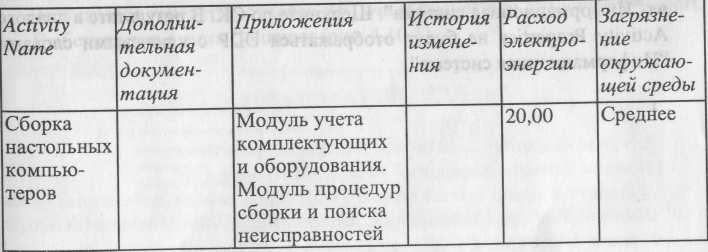 Activity Name
Дополни-
тельная
докумен-
тация
Приложения
История
измене-
ния
Расход
электро-
энергии
Загрязне-
ние
окружаю-
щей среды
Сборка
настольных
компью-
теров
Модуль учета
комплектующих
и оборудования.
Модуль процедур
сборки и поиска
неисправностей
20,00
Среднее